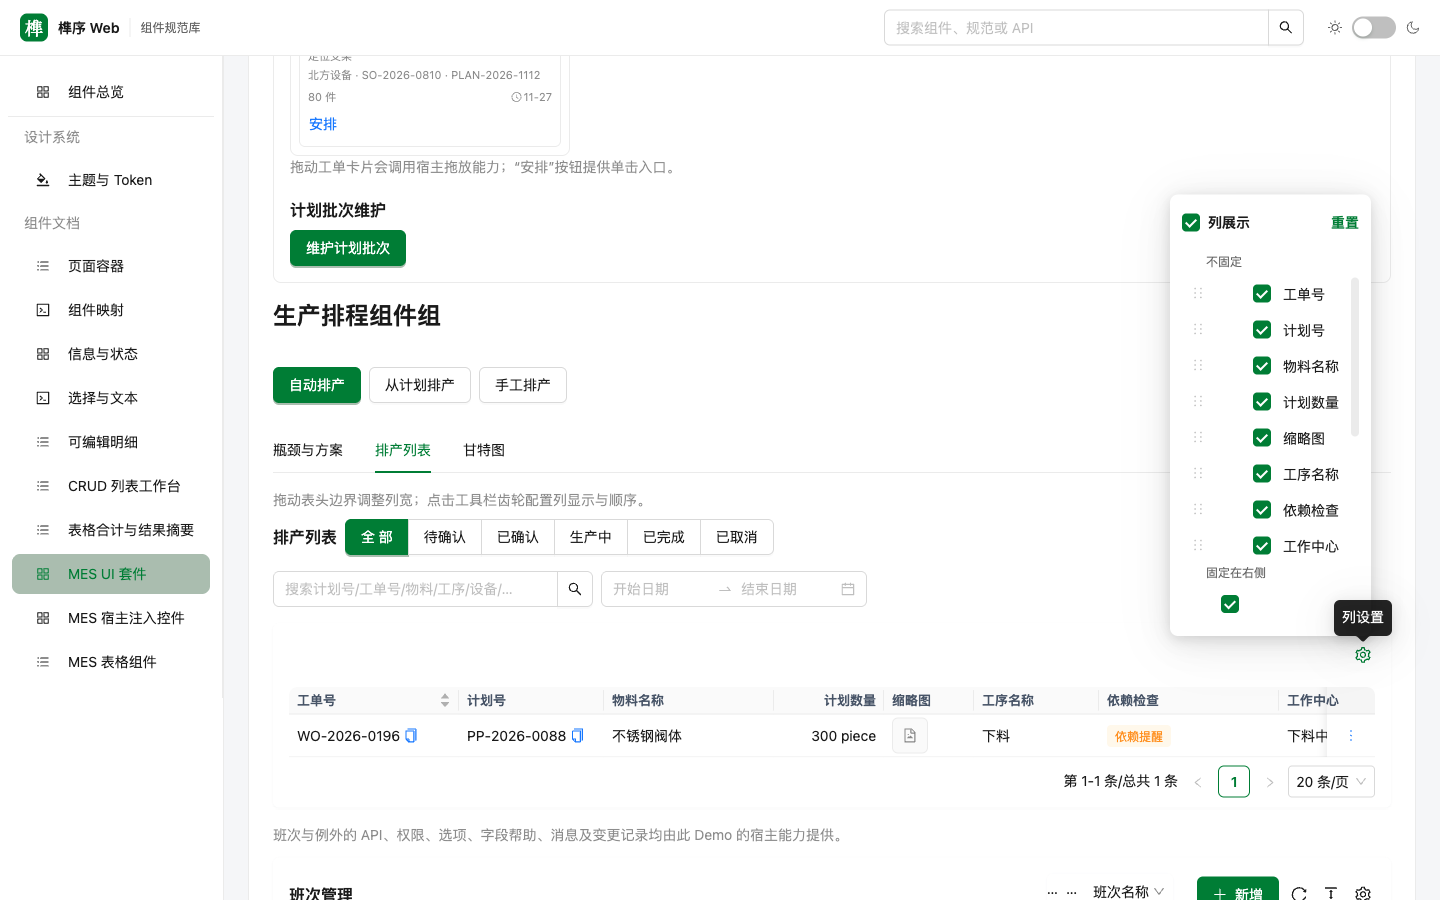 榫 榫序 Web 组件规范库 搜索组件、规范或 API
组件总览
设计系统
主题与 Token
组件文档
页面容器
组件映射
信息与状态
选择与文本
可编辑明细
CRUD 列表工作台
表格合计与结果摘要
MES UI 套件
MES 宿主注入控件
MES 表格组件
定位支架
北方设备 · SO-2026-0810 · PLAN-2026-1112
80 件 11-27
安排
拖动工单卡片会调用宿主拖放能力；“安排”按钮提供单击入口。
计划批次维护
维护计划批次
生产排程组件组
自动排产 从计划排产 手工排产
瓶颈与方案 排产列表 甘特图
拖动表头边界调整列宽；点击工具栏齿轮配置列显示与顺序。
排产列表 全 部 待确认 已确认 生产中 已完成 已取消
搜索计划号/工单号/物料/工序/设备/... 开始日期 结束日期
列展示 重置
不固定
工单号
计划号
物料名称
计划数量
缩略图
工序名称
依赖检查
工作中心
固定在右侧
列设置
工单号 计划号 物料名称 计划数量 缩略图 工序名称 依赖检查 工作中心
WO-2026-0196 PP-2026-0088 不锈钢阀体 300 piece 下料 依赖提醒 下料中
第 1-1 条/总共 1 条 1 20 条/页
班次与例外的 API、权限、选项、字段帮助、消息及变更记录均由此 Demo 的宿主能力提供。
班次管理 ... ... 班次名称 新增